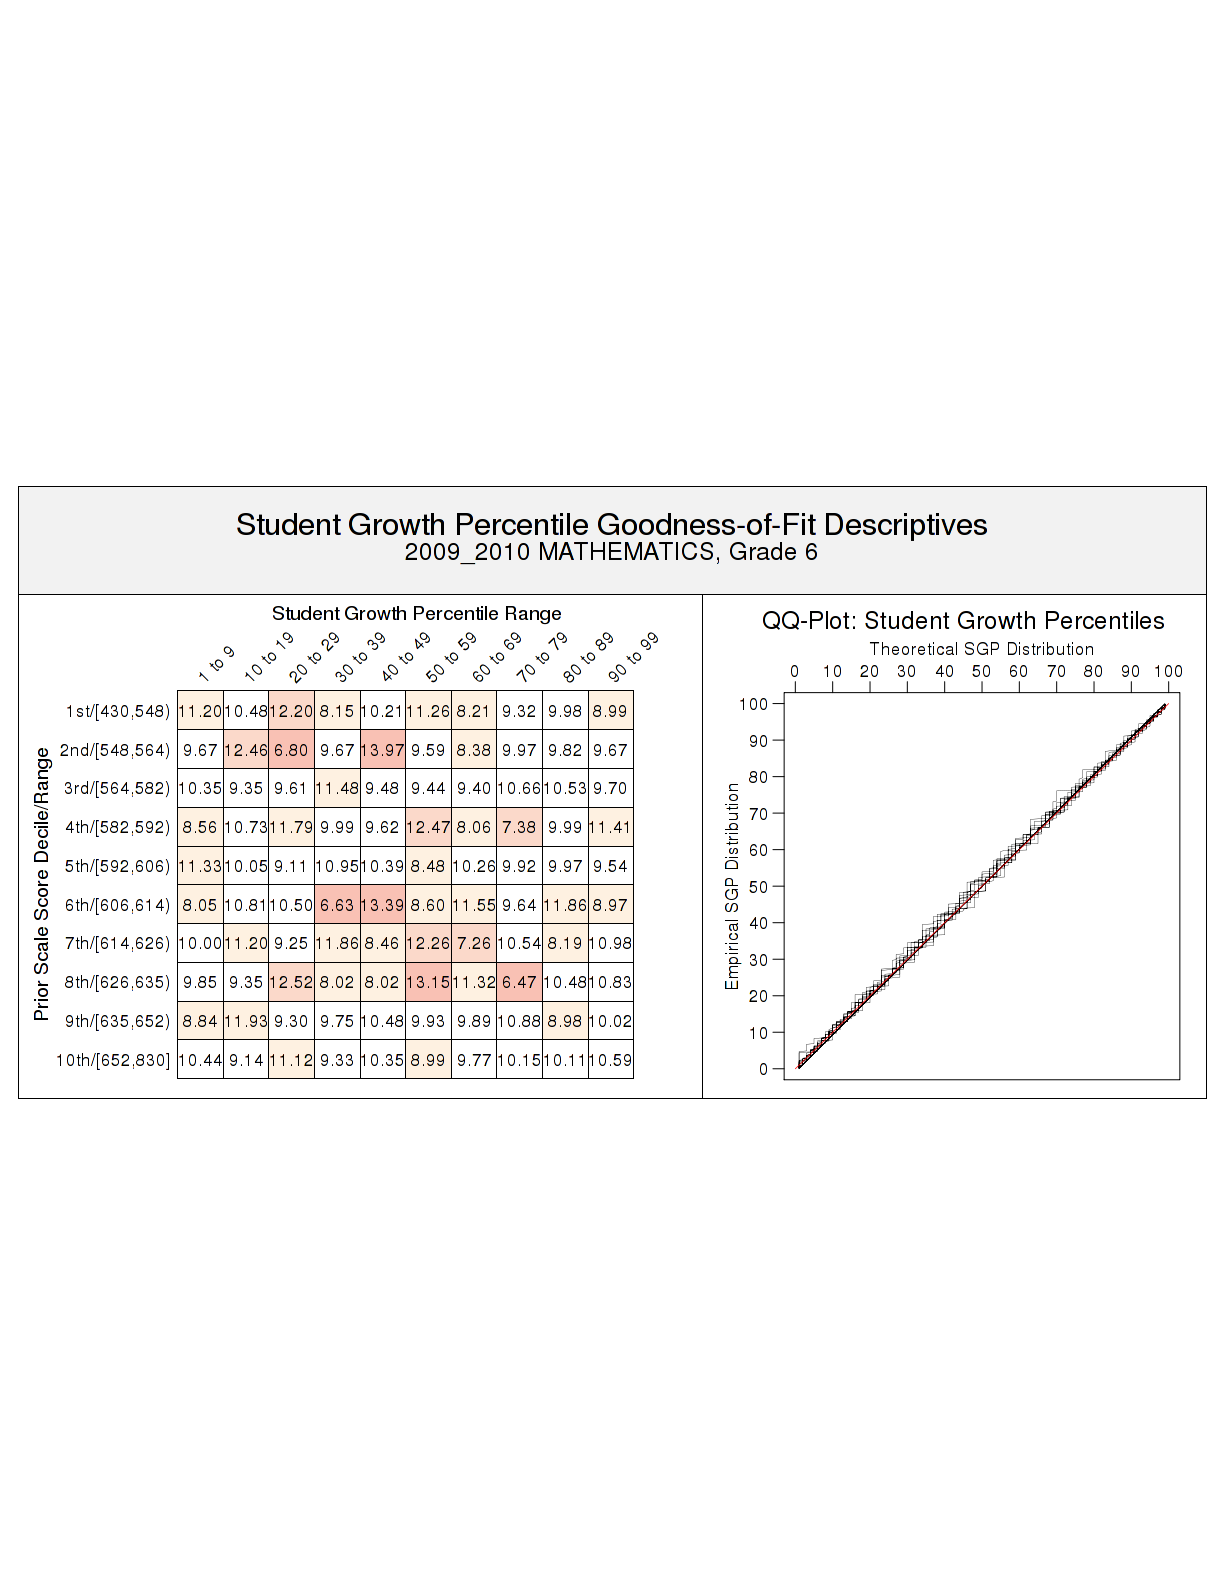 Student Growth Percentile Goodness-of-Fit Descriptives
2009_2010 MATHEMATICS, Grade 6
Student Growth Percentile Range
1 to 9 10 to 19 20 to 29 30 to 39 40 to 49 50 to 59 60 to 69 70 to 79 80 to 89 90 to 99
Prior Scale Score Decile/Range
1st/[430,548) 11.20 10.48 12.20 8.15 10.21 11.26 8.21 9.32 9.98 8.99
2nd/[548,564) 9.67 12.46 6.80 9.67 13.97 9.59 8.38 9.97 9.82 9.67
3rd/[564,582) 10.35 9.35 9.61 11.48 9.48 9.44 9.40 10.66 10.53 9.70
4th/[582,592) 8.56 10.73 11.79 9.99 9.62 12.47 8.06 7.38 9.99 11.41
5th/[592,606) 11.33 10.05 9.11 10.95 10.39 8.48 10.26 9.92 9.97 9.54
6th/[606,614) 8.05 10.81 10.50 6.63 13.39 8.60 11.55 9.64 11.86 8.97
7th/[614,626) 10.00 11.20 9.25 11.86 8.46 12.26 7.26 10.54 8.19 10.98
8th/[626,635) 9.85 9.35 12.52 8.02 8.02 13.15 11.32 6.47 10.48 10.83
9th/[635,652) 8.84 11.93 9.30 9.75 10.48 9.93 9.89 10.88 8.98 10.02
10th/[652,830] 10.44 9.14 11.12 9.33 10.35 8.99 9.77 10.15 10.11 10.59
QQ-Plot: Student Growth Percentiles
Theoretical SGP Distribution
0 10 20 30 40 50 60 70 80 90 100
Empirical SGP Distribution
100
90
80
70
60
50
40
30
20
10
0